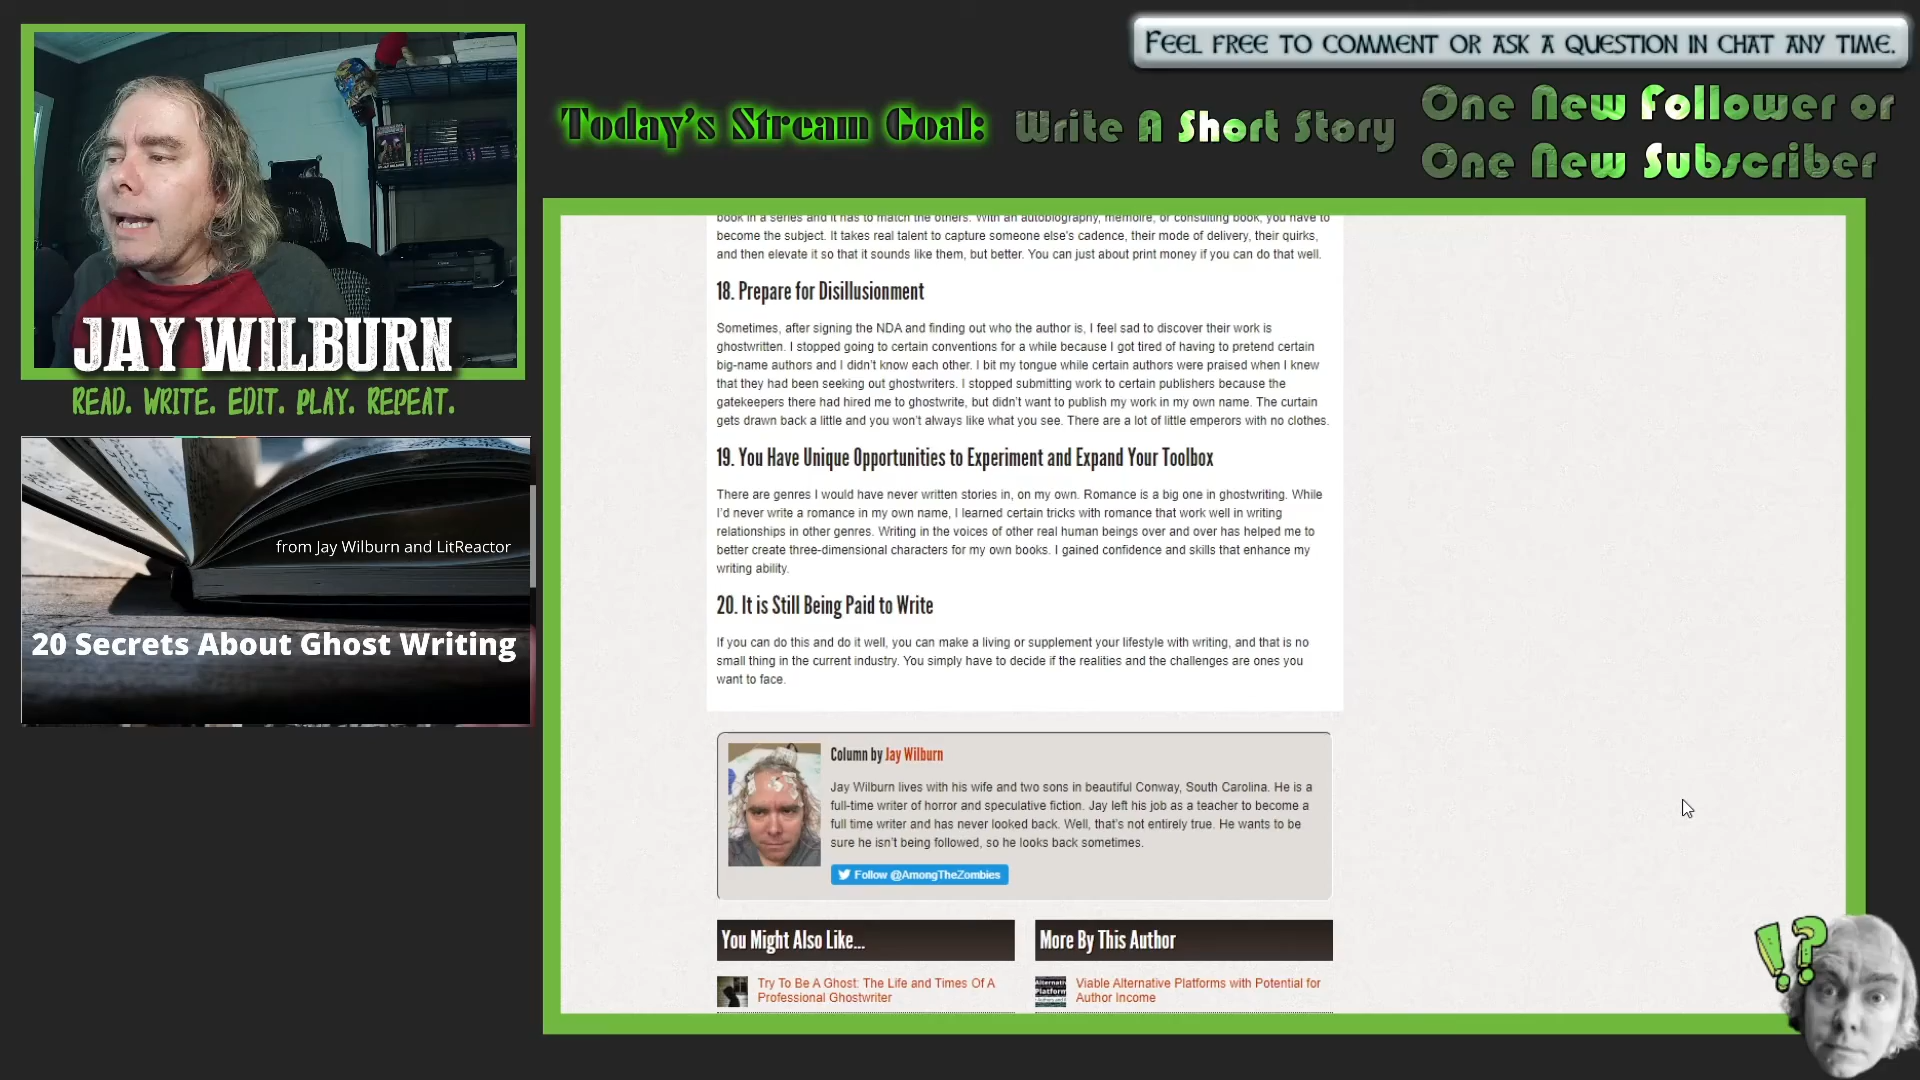 FEEL FREE TO COMMENT OR ASK A QUESTION IN CHAT ANY TIME.
Today's Stream Goal:
Write A Short Story
One New Follower or
One New Subscriber
JAY WILBURN
READ. WRITE. EDIT. PLAY. REPEAT.
from Jay Wilburn and LitReactor
20 Secrets About Ghost Writing
book in a series and it has to match the others. With an autobiography, memoire, or consulting book, you have to
become the subject. It takes real talent to capture someone else's cadence, their mode of delivery, their quirks,
and then elevate it so that it sounds like them, but better. You can just about print money if you can do that well.
18. Prepare for Disillusionment
Sometimes, after signing the NDA and finding out who the author is, I feel sad to discover their work is
ghostwritten. I stopped going to certain conventions for a while because I got tired of having to pretend certain
big-name authors and I didn't know each other. I bit my tongue while certain authors were praised when I knew
that they had been seeking out ghostwriters. I stopped submitting work to certain publishers because the
gatekeepers there had hired me to ghostwrite, but didn't want to publish my work in my own name. The curtain
gets drawn back a little and you won't always like what you see. There are a lot of little emperors with no clothes.
19. You Have Unique Opportunities to Experiment and Expand Your Toolbox
There are genres I would have never written stories in, on my own. Romance is a big one in ghostwriting. While
I'd never write a romance in my own name, I learned certain tricks with romance that work well in writing
relationships in other genres. Writing in the voices of other real human beings over and over has helped me to
better create three-dimensional characters for my own books. I gained confidence and skills that enhance my
writing ability.
20. It is Still Being Paid to Write
If you can do this and do it well, you can make a living or supplement your lifestyle with writing, and that is no
small thing in the current industry. You simply have to decide if the realities and the challenges are ones you
want to face.
Column by Jay Wilburn
Jay Wilburn lives with his wife and two sons in beautiful Conway, South Carolina. He is a
full-time writer of horror and speculative fiction. Jay left his job as a teacher to become a
full time writer and has never looked back. Well, that's not entirely true. He wants to be
sure he isn't being followed, so he looks back sometimes.
Follow @AmongTheZombies
You Might Also Like...
Try To Be A Ghost: The Life and Times Of A
Professional Ghostwriter
More By This Author
Viable Alternative Platforms with Potential for
Author Income
!?